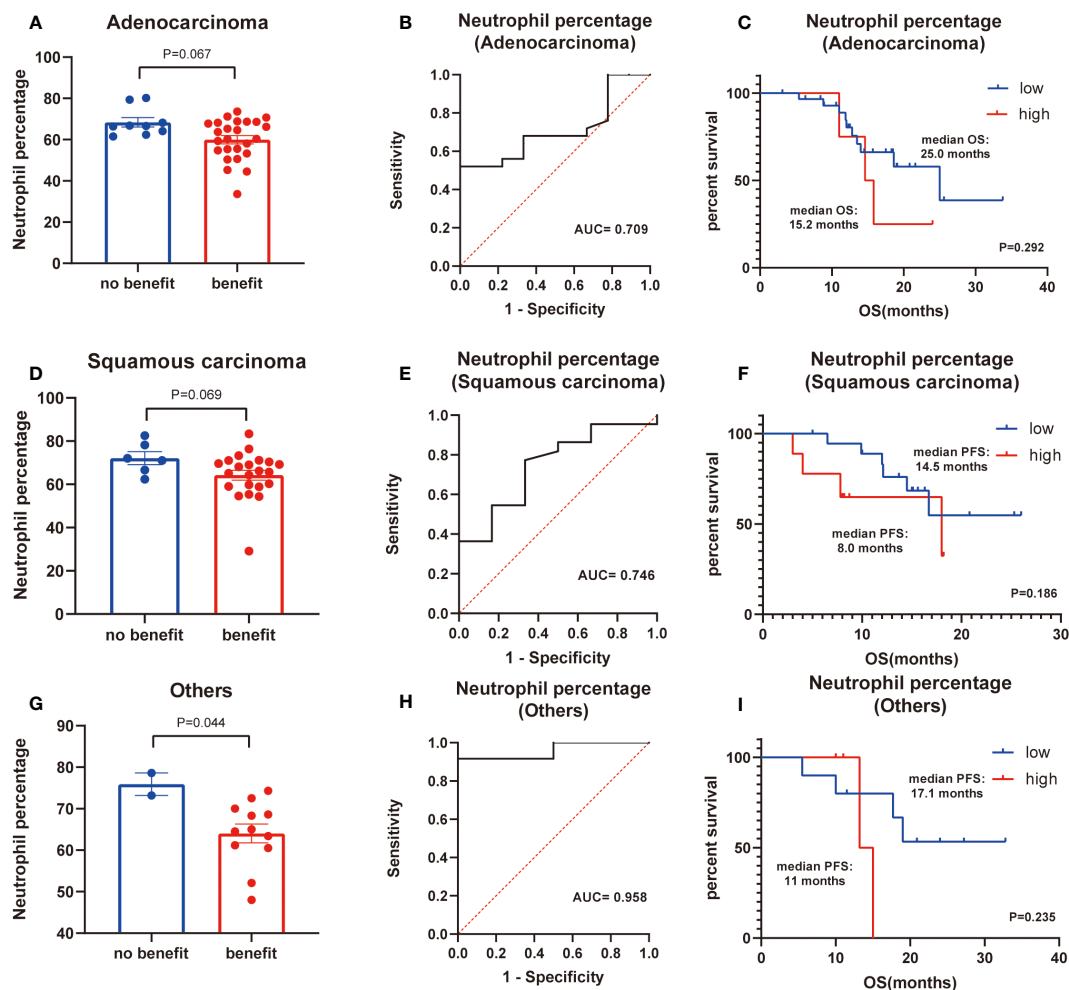 A
Adenocarcinoma
P=0.067
Neutrophil percentage
100
80
60
40
20
0
no benefit
benefit
B
Neutrophil percentage
(Adenocarcinoma)
Sensitivity
1.0
0.8
0.6
0.4
0.2
0.0
AUC= 0.709
0.0 0.2 0.4 0.6 0.8 1.0
1 - Specificity
C
Neutrophil percentage
(Adenocarcinoma)
percent survival
100
50
0
low
high
median OS:
25.0 months
median OS:
15.2 months
P=0.292
0 10 20 30 40
OS(months)
D
Squamous carcinoma
P=0.069
Neutrophil percentage
100
80
60
40
20
0
no benefit
benefit
E
Neutrophil percentage
(Squamous carcinoma)
Sensitivity
1.0
0.8
0.6
0.4
0.2
0.0
AUC= 0.746
0.0 0.2 0.4 0.6 0.8 1.0
1 - Specificity
F
Neutrophil percentage
(Squamous carcinoma)
percent survival
100
50
0
low
high
median PFS:
14.5 months
median PFS:
8.0 months
P=0.186
0 10 20 30
OS(months)
G
Others
P=0.044
Neutrophil percentage
90
80
70
60
50
40
no benefit
benefit
H
Neutrophil percentage
(Others)
Sensitivity
1.0
0.8
0.6
0.4
0.2
0.0
AUC= 0.958
0.0 0.2 0.4 0.6 0.8 1.0
1 - Specificity
I
Neutrophil percentage
(Others)
percent survival
100
50
0
low
high
median PFS:
17.1 months
median PFS:
11 months
P=0.235
0 10 20 30 40
OS(months)